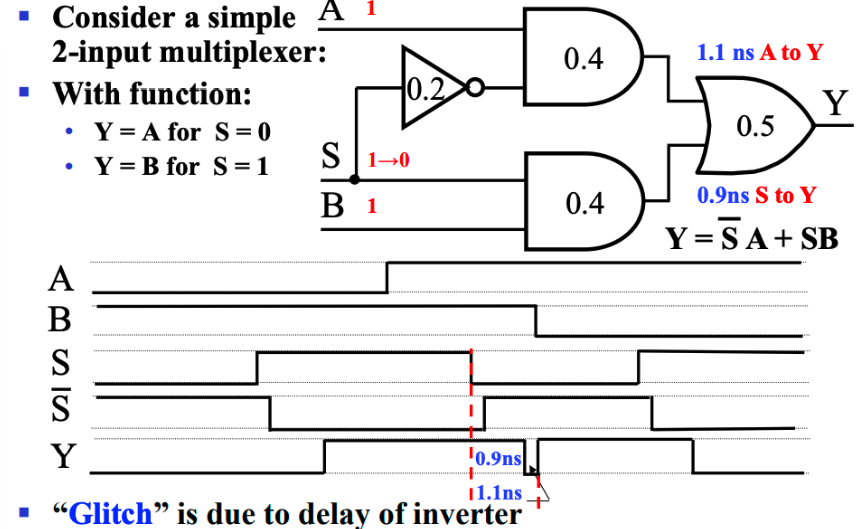 ▪ Consider a simple
2-input multiplexer:
▪ With function:
• Y = A for S = 0
• Y = B for S = 1
A 1
0.2
S 1→0
B 1
0.4
0.4
1.1 ns A to Y
0.5
Y
0.9ns S to Y
Y = S̅ A + SB
A
B
S
S̅
Y
0.9ns
1.1ns
▪ “Glitch” is due to delay of inverter